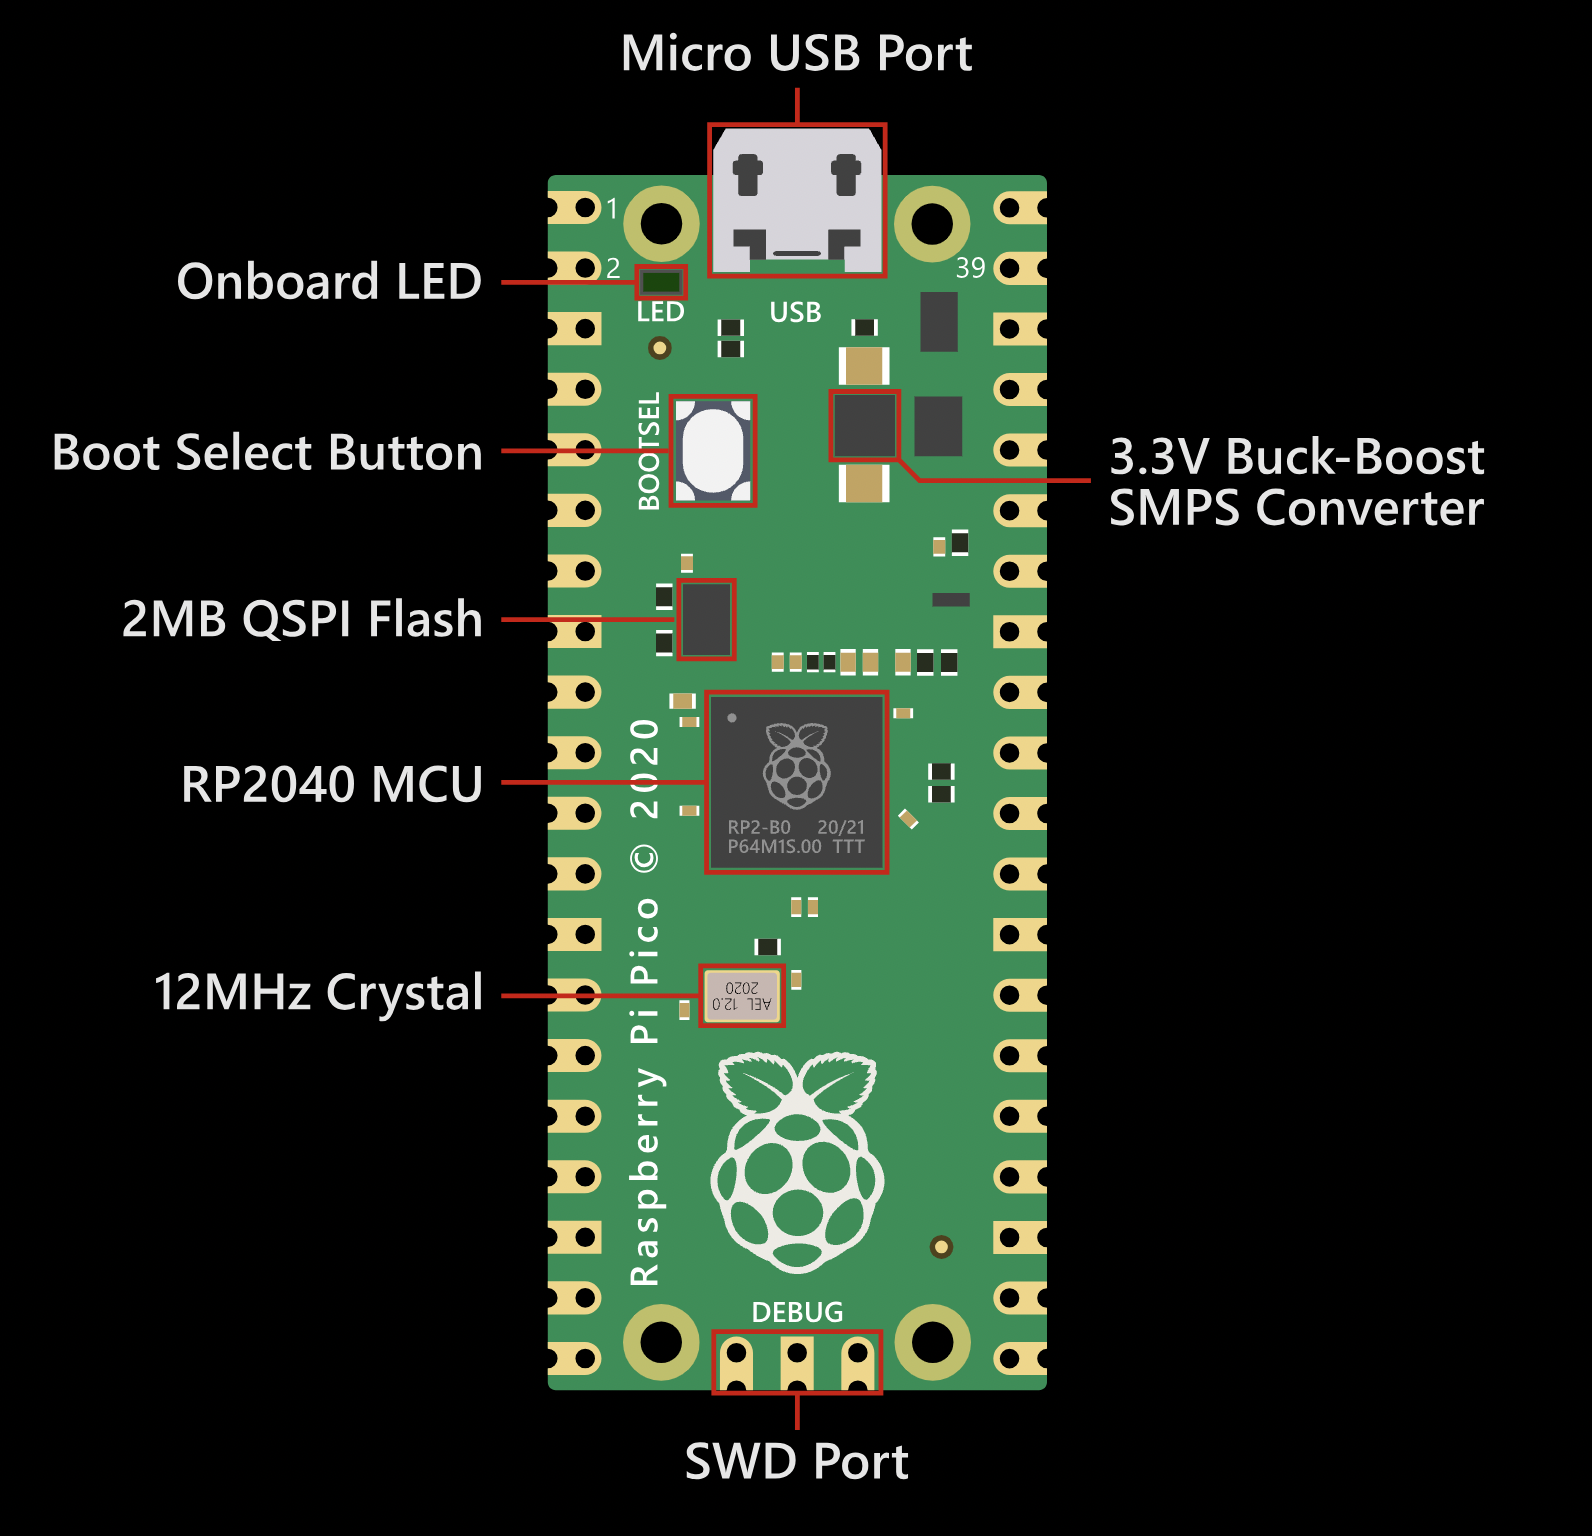 Micro USB Port
1
2
39
Onboard LED
LED
USB
BOOTSEL
Boot Select Button
3.3V Buck-Boost
SMPS Converter
2MB QSPI Flash
RP2040 MCU
RP2-B0 20/21
P64M1S.00 TTT
Raspberry Pi Pico © 2020
12MHz Crystal
AEL 12.0
2020
DEBUG
SWD Port